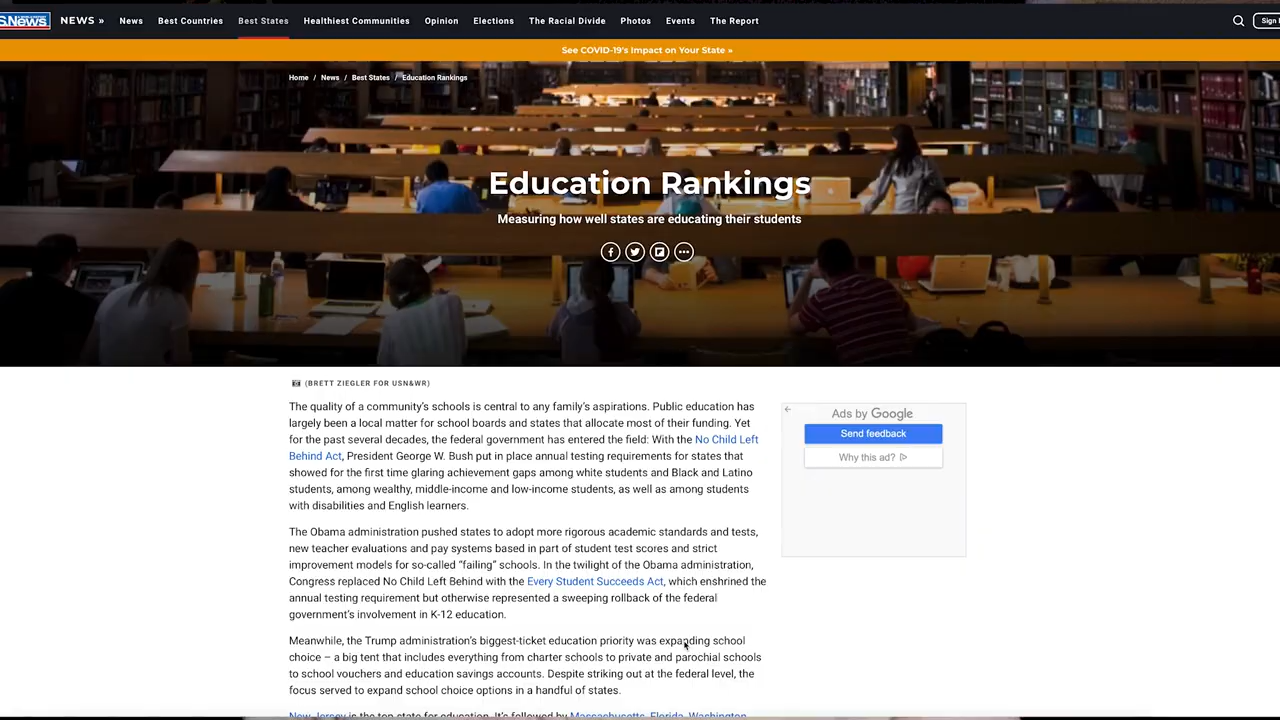 S.News NEWS » News Best Countries Best States Healthiest Communities Opinion Elections The Racial Divide Photos Events The Report Sign
See COVID-19's Impact on Your State »
Home / News / Best States / Education Rankings
Education Rankings
Measuring how well states are educating their students
(BRETT ZIEGLER FOR USN&WR)
The quality of a community's schools is central to any family's aspirations. Public education has
largely been a local matter for school boards and states that allocate most of their funding. Yet
for the past several decades, the federal government has entered the field: With the No Child Left
Behind Act, President George W. Bush put in place annual testing requirements for states that
showed for the first time glaring achievement gaps among white students and Black and Latino
students, among wealthy, middle-income and low-income students, as well as among students
with disabilities and English learners.
The Obama administration pushed states to adopt more rigorous academic standards and tests,
new teacher evaluations and pay systems based in part of student test scores and strict
improvement models for so-called “failing” schools. In the twilight of the Obama administration,
Congress replaced No Child Left Behind with the Every Student Succeeds Act, which enshrined the
annual testing requirement but otherwise represented a sweeping rollback of the federal
government's involvement in K-12 education.
Meanwhile, the Trump administration's biggest-ticket education priority was expanding school
choice – a big tent that includes everything from charter schools to private and parochial schools
to school vouchers and education savings accounts. Despite striking out at the federal level, the
focus served to expand school choice options in a handful of states.
New Jersey is the top state for education. It's followed by Massachusetts, Florida, Washington
Ads by Google
Send feedback
Why this ad?